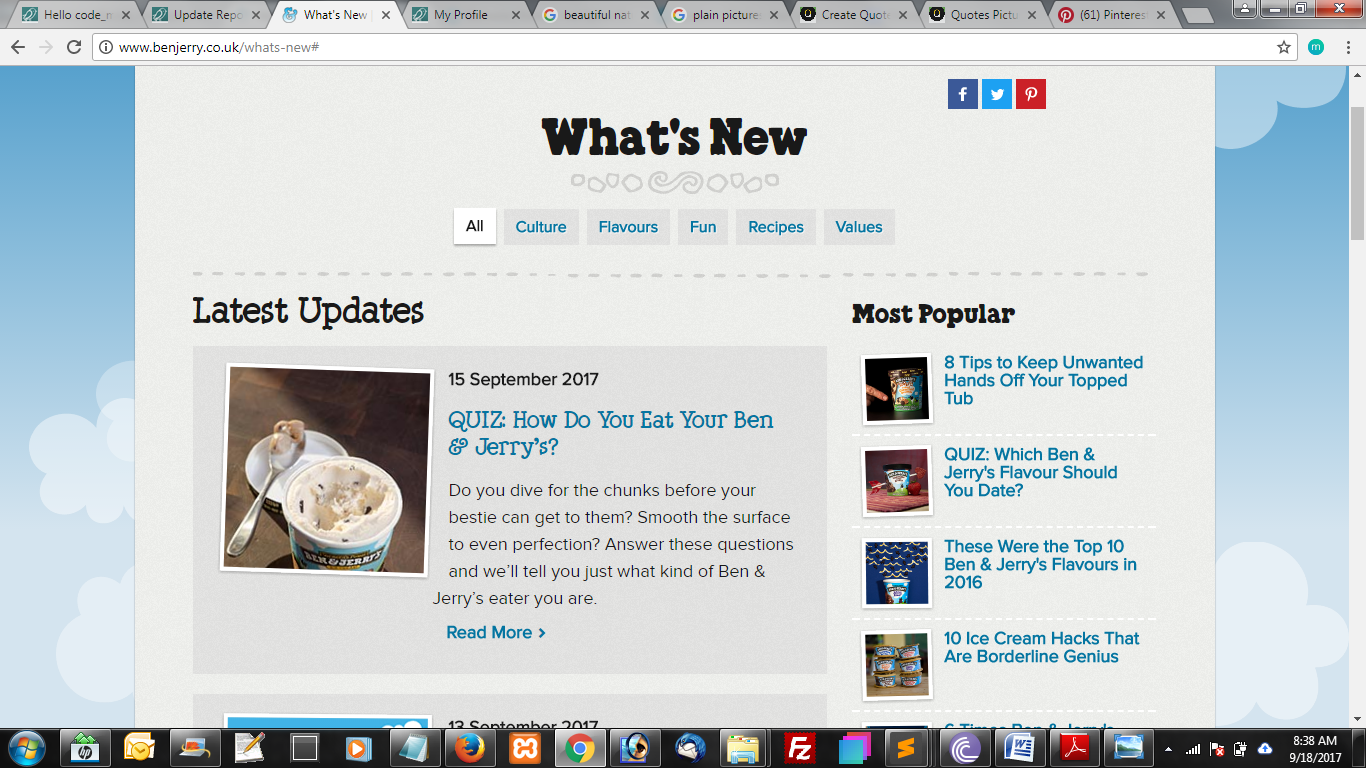 Hello code_n
Update Repo
What's New
My Profile
beautiful nat
plain picture
Create Quote
Quotes Pictu
(61) Pinteres
www.benjerry.co.uk/whats-new#
m
What's New
All
Culture
Flavours
Fun
Recipes
Values
Latest Updates
15 September 2017
QUIZ: How Do You Eat Your Ben
& Jerry's?
Do you dive for the chunks before your
bestie can get to them? Smooth the surface
to even perfection? Answer these questions
and we'll tell you just what kind of Ben &
Jerry's eater you are.
Read More >
BEN & JERRY'S
13 September 2017
Most Popular
8 Tips to Keep Unwanted
Hands Off Your Topped
Tub
QUIZ: Which Ben &
Jerry's Flavour Should
You Date?
These Were the Top 10
Ben & Jerry's Flavours in
2016
10 Ice Cream Hacks That
Are Borderline Genius
6 Times Ben & Jerry's
8:38 AM
9/18/2017